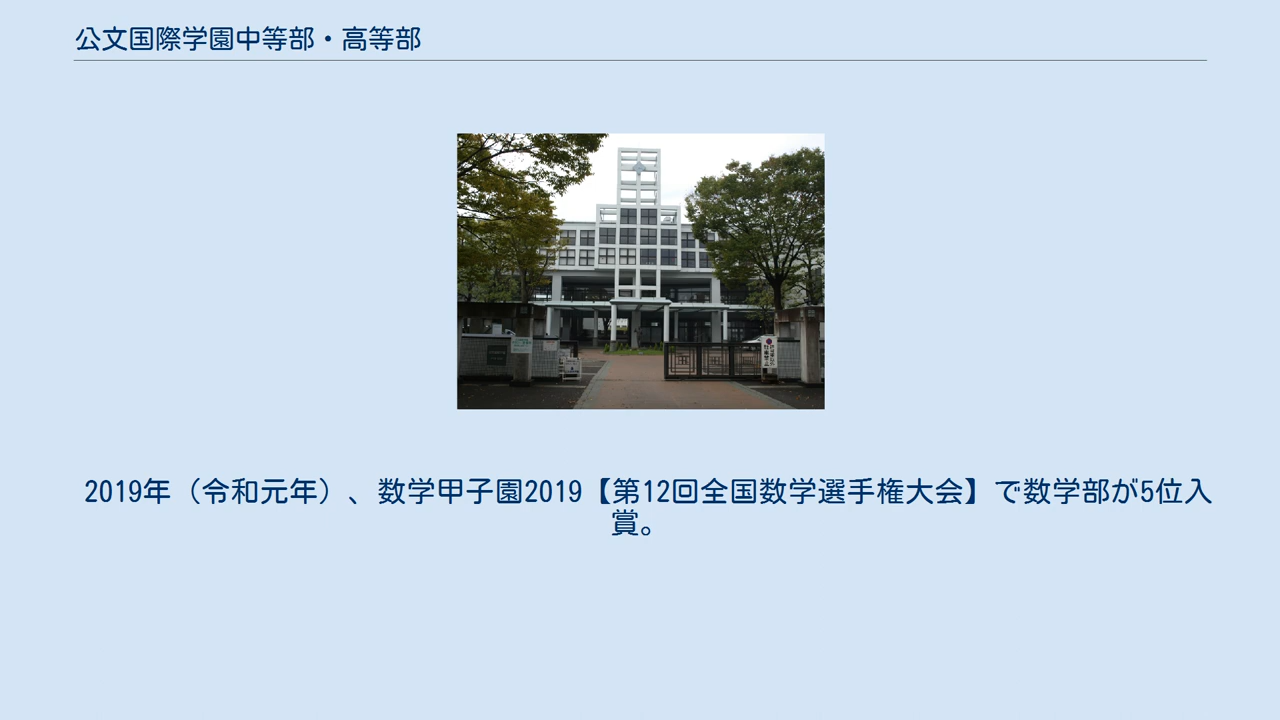 公文国際学園中等部・高等部
2019年（令和元年）、数学甲子園2019【第12回全国数学選手権大会】で数学部が5位入
賞。